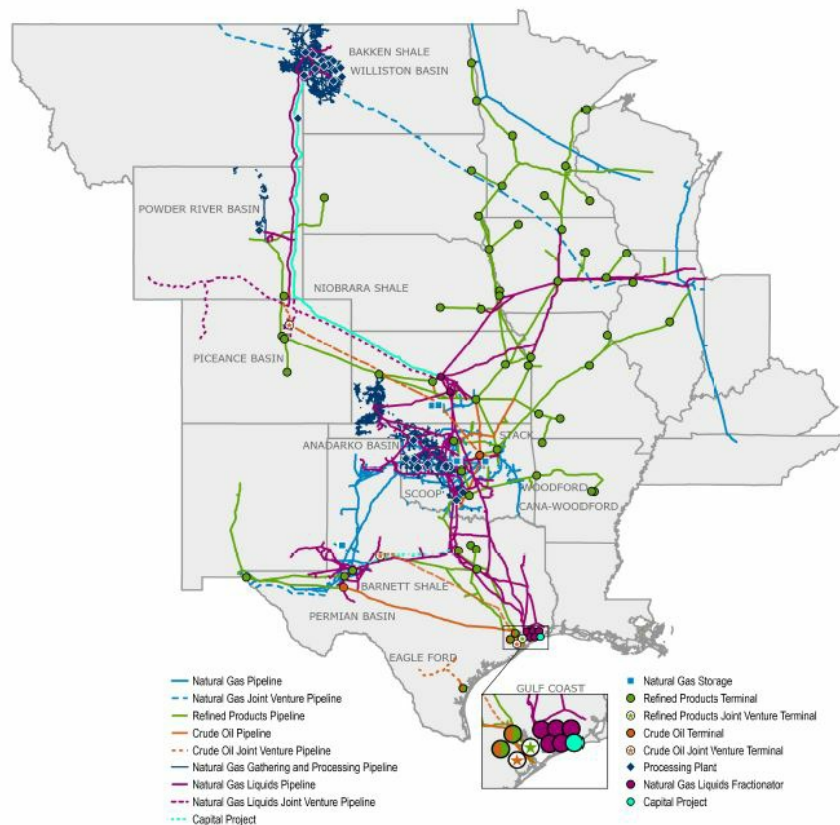 BAKKEN SHALE
WILLISTON BASIN
POWDER RIVER BASIN
NIOBRARA SHALE
PICEANCE BASIN
ANADARKO BASIN
STACK
SCOOP
WOODFORD
CANA-WOODFORD
BARNETT SHALE
PERMIAN BASIN
EAGLE FORD
GULF COAST
Natural Gas Pipeline
Natural Gas Joint Venture Pipeline
Refined Products Pipeline
Crude Oil Pipeline
Crude Oil Joint Venture Pipeline
Natural Gas Gathering and Processing Pipeline
Natural Gas Liquids Pipeline
Natural Gas Liquids Joint Venture Pipeline
Capital Project
Natural Gas Storage
Refined Products Terminal
Refined Products Joint Venture Terminal
Crude Oil Terminal
Crude Oil Joint Venture Terminal
Processing Plant
Natural Gas Liquids Fractionator
Capital Project